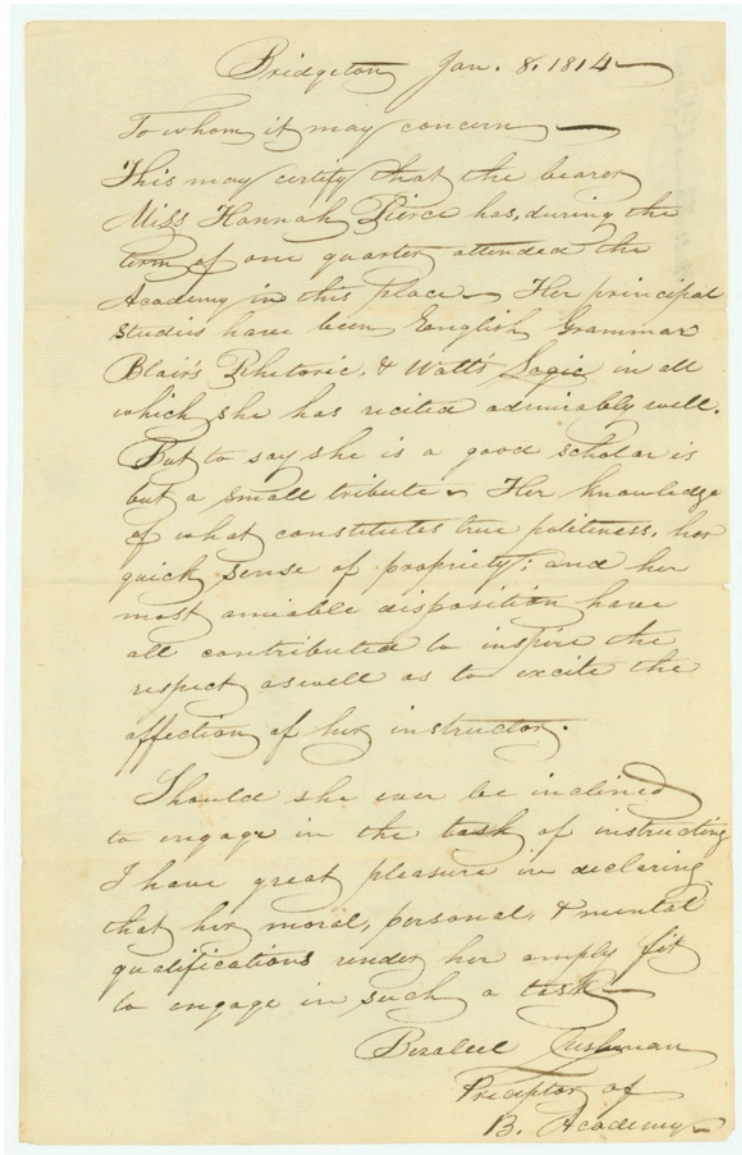 Bridgeton Jan. 8. 1814
To whom it may concern
This may certify that the bearer
Miss Hannah Pierce has, during the
term of one quarter attended the
Academy in this place — Her principal
studies have been English Grammar
Blair's Rhetoric, & Watt's Logic in all
which she has recited admirably well.
But to say she is a good scholar is
but a small tribute — Her knowledge
of what constitutes true politeness, her
quick sense of propriety; and her
most amiable disposition have
all contributed to inspire the
respect as well as to excite the
affection of her instructor.
Should she ever be inclined
to engage in the task of instructing
I have great pleasure in declaring
that her moral, personal, & mental
qualifications render her amply fit
to engage in such a task —
Bezaleel Cushman
Preceptor of
B. Academy